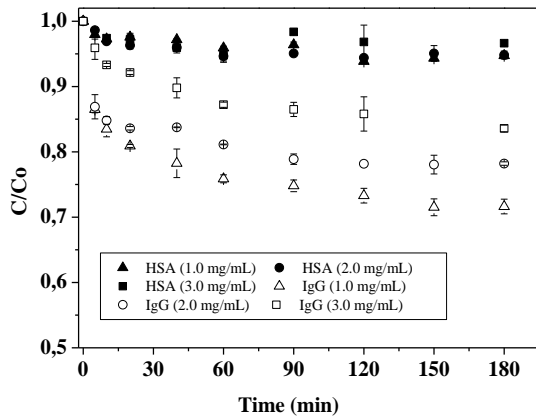 1,0
0,9
0,8
0,7
0,6
0,5
C/Co
HSA (1.0 mg/mL) HSA (2.0 mg/mL)
HSA (3.0 mg/mL) IgG (1.0 mg/mL)
IgG (2.0 mg/mL) IgG (3.0 mg/mL)
0 30 60 90 120 150 180
Time (min)